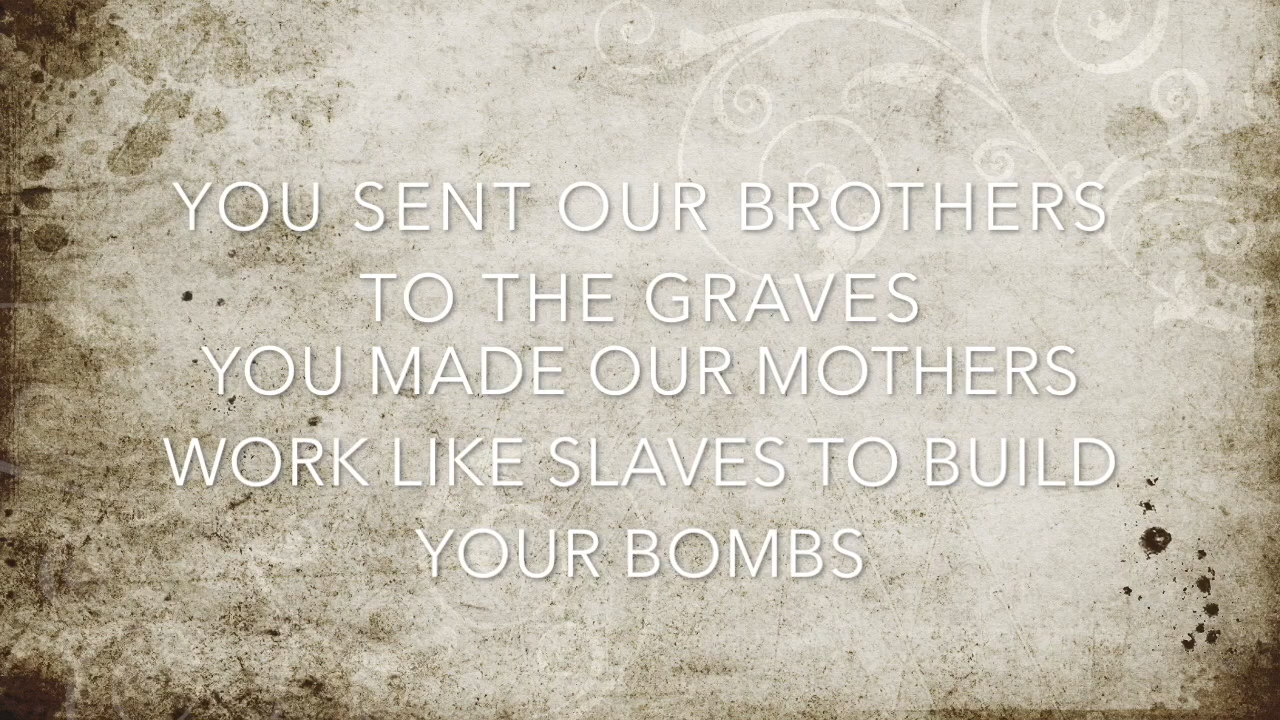 YOU SENT OUR BROTHERS
TO THE GRAVES
YOU MADE OUR MOTHERS
WORK LIKE SLAVES TO BUILD
YOUR BOMBS